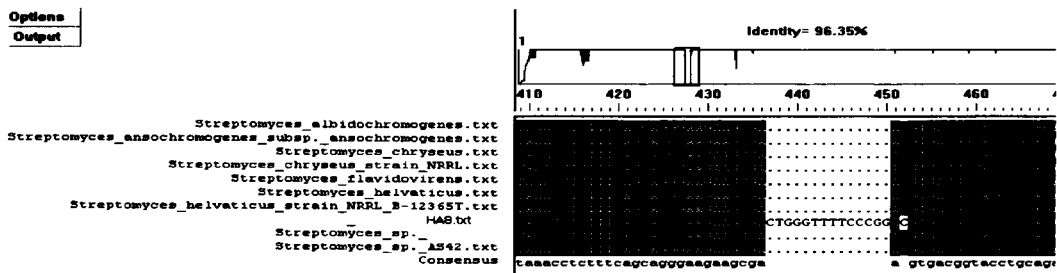 Options
Output
Identity= 96.35%
1
410 420 430 440 450 460
Streptomyces_albidochromogenes.txt
Streptomyces_ansochromogenes_subsp._ansochromogenes.txt
Streptomyces_chryseus.txt
Streptomyces_chryseus_strain_NRRL.txt
Streptomyces_flavidovirens.txt
Streptomyces_helvaticus.txt
Streptomyces_helvaticus_strain_NRRL_B-12365T.txt
HA8.txt CTGGGTTTTCCCGG C
Streptomyces_sp._
Streptomyces_sp._AS42.txt
Consensus taaacctctttcagcagggaagaagcga a gtgacggtacctgcaga